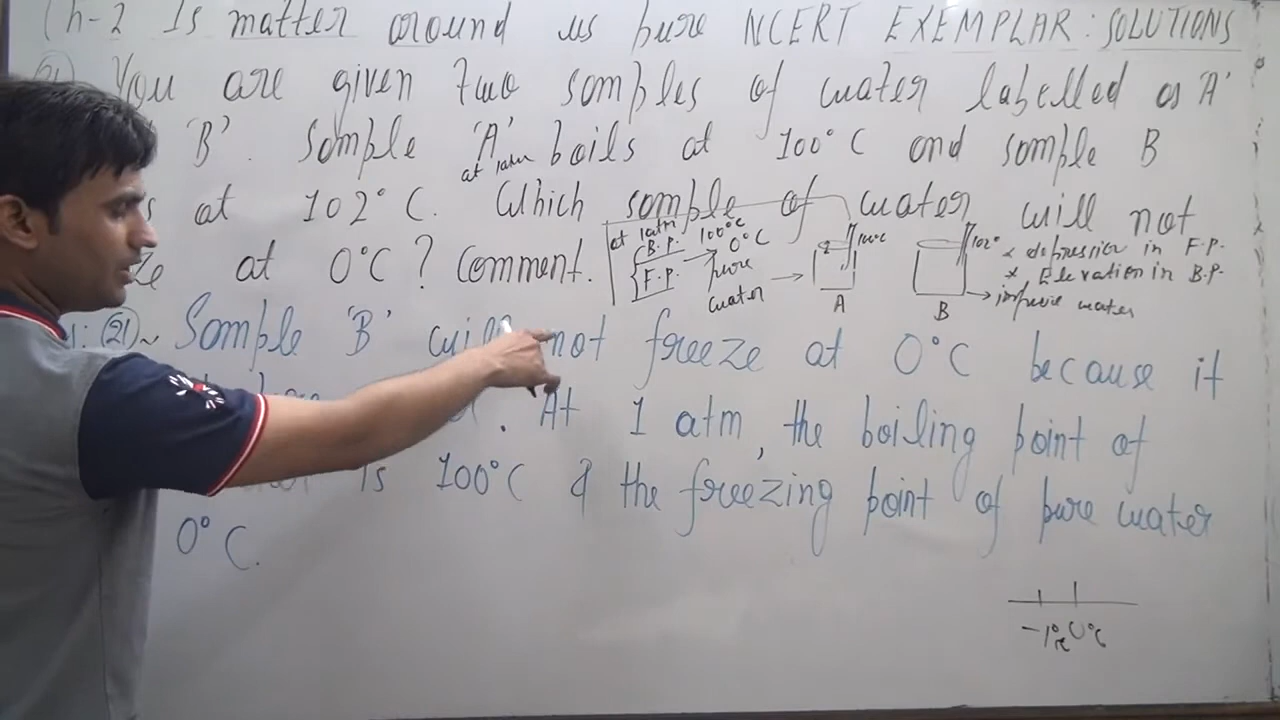 Ch-2 Is matter around us pure NCERT EXEMPLAR: SOLUTIONS
You are given two samples of water labelled as 'A'
'B'. Sample 'A' boils at 100°C and sample B
at 1atm
at 102°C. Which sample of water will not
at 0°C? Comment.
at 1atm
B.P. 100°C
F.P. → 0°C
pure
water
100°C
A
102°
B
* depression in F.P.
* Elevation in B.P.
impure water
(21) ~ Sample 'B' will not freeze at 0°C because it
. At 1 atm, the boiling point of
is 100°C & the freezing point of pure water
0°C.
-1°C 0°C